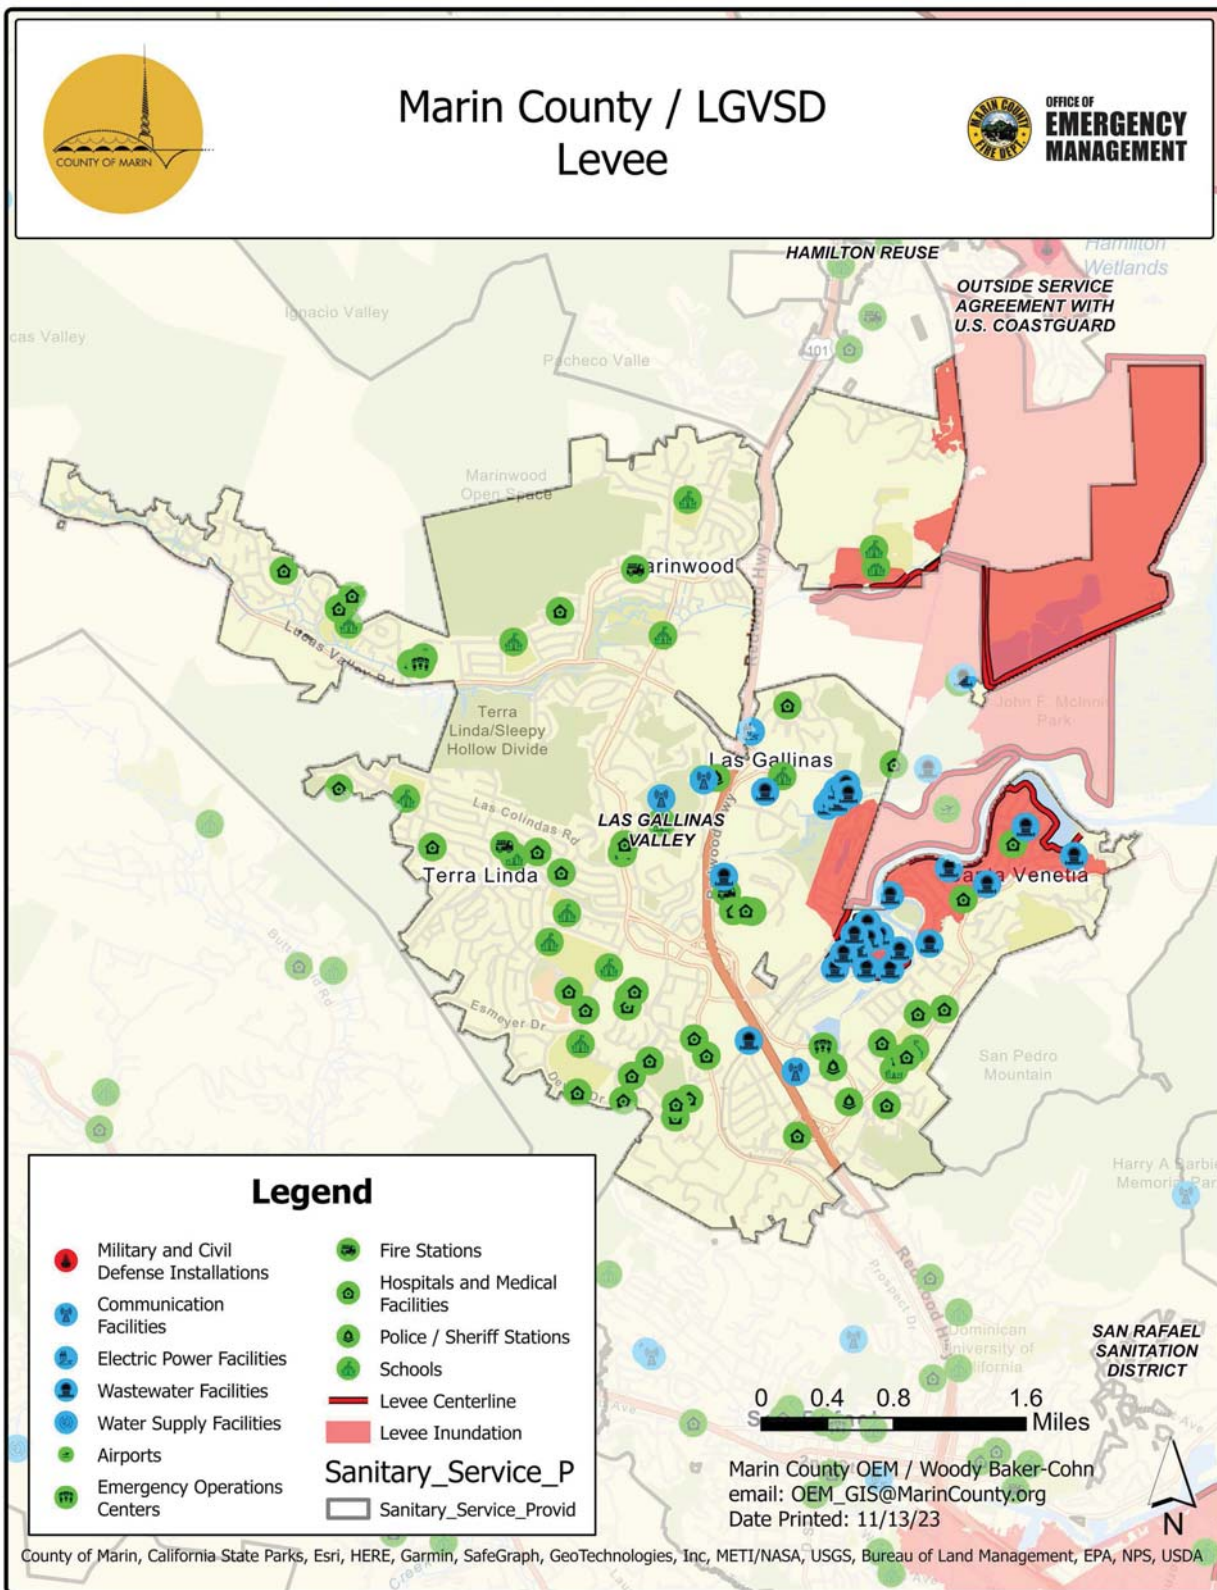 Marin County / LGVSD
Levee
COUNTY OF MARIN
MARIN COUNTY
FIRE DEPT.
OFFICE OF
EMERGENCY
MANAGEMENT
HAMILTON REUSE
Hamilton
Wetlands
OUTSIDE SERVICE
AGREEMENT WITH
U.S. COASTGUARD
Ignacio Valley
cas Valley
Pacheco Valle
101
Marinwood
Open Space
arinwood
Redwood Hwy
Lucas Valley Rd
Terra
Linda/Sleepy
Hollow Divide
John F. McInnis
Park
Las Gallinas
Las Colindas Rd
LAS GALLINAS
VALLEY
Terra Linda
anta Venetia
Esmeyer Dr
San Pedro
Mountain
Harry A Barbie
Memorial Par
Legend
Military and Civil
Defense Installations
Communication
Facilities
Electric Power Facilities
Wastewater Facilities
Water Supply Facilities
Airports
Emergency Operations
Centers
Fire Stations
Hospitals and Medical
Facilities
Police / Sheriff Stations
Schools
Levee Centerline
Levee Inundation
Sanitary_Service_P
Sanitary_Service_Provid
Redwood Hwy
Prospect Dr
Dominican
University of
California
SAN RAFAEL
SANITATION
DISTRICT
0 0.4 0.8 1.6
Miles
Marin County OEM / Woody Baker-Cohn
email: OEM_GIS@MarinCounty.org
Date Printed: 11/13/23
N
County of Marin, California State Parks, Esri, HERE, Garmin, SafeGraph, GeoTechnologies, Inc, METI/NASA, USGS, Bureau of Land Management, EPA, NPS, USDA